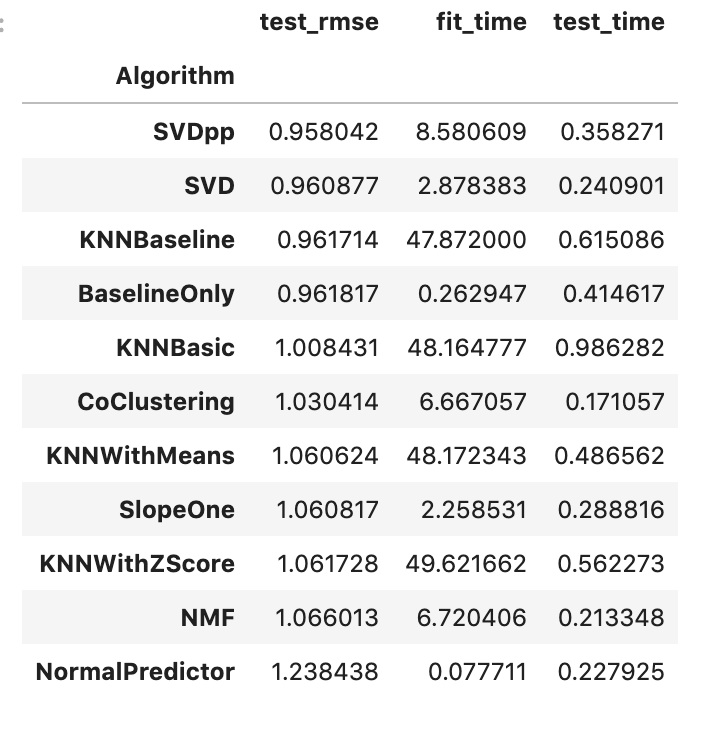 test_rmse fit_time test_time
Algorithm
SVDpp 0.958042 8.580609 0.358271
SVD 0.960877 2.878383 0.240901
KNNBaseline 0.961714 47.872000 0.615086
BaselineOnly 0.961817 0.262947 0.414617
KNNBasic 1.008431 48.164777 0.986282
CoClustering 1.030414 6.667057 0.171057
KNNWithMeans 1.060624 48.172343 0.486562
SlopeOne 1.060817 2.258531 0.288816
KNNWithZScore 1.061728 49.621662 0.562273
NMF 1.066013 6.720406 0.213348
NormalPredictor 1.238438 0.077711 0.227925